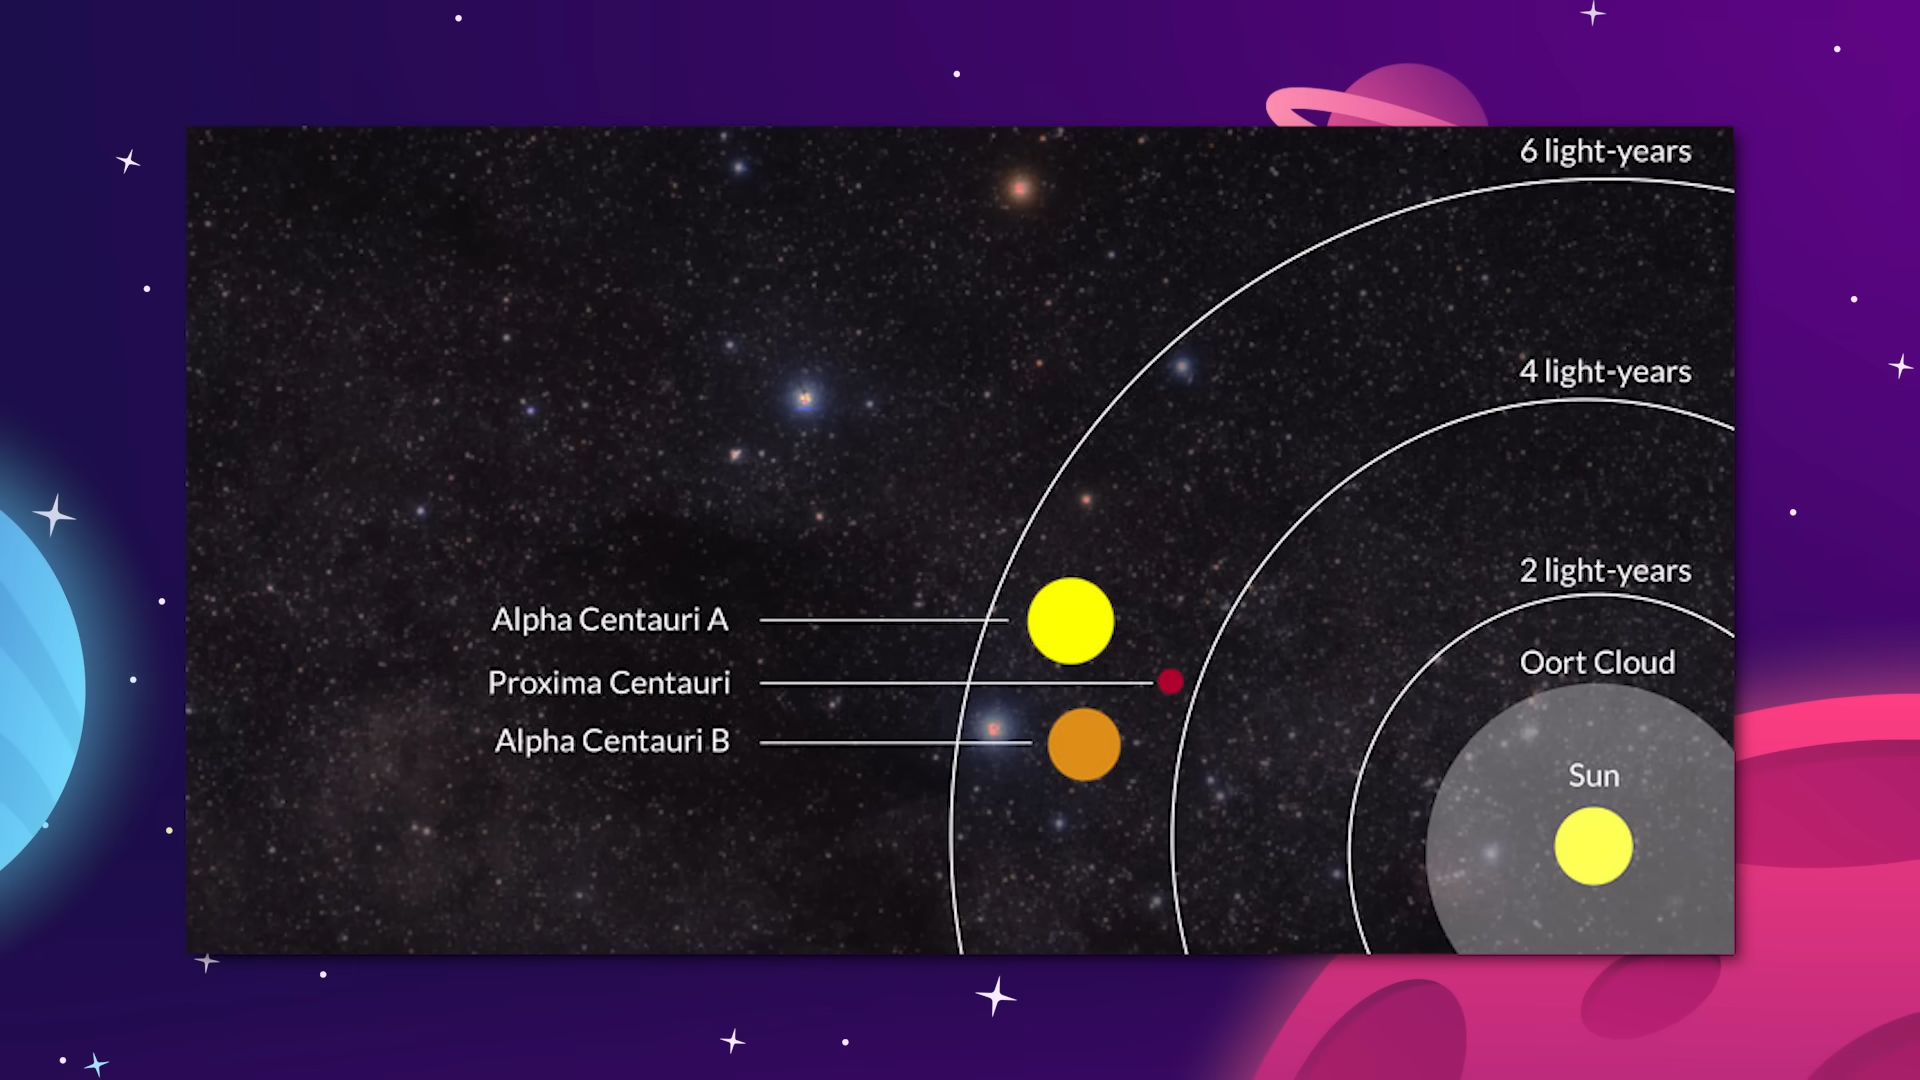 6 light-years
4 light-years
2 light-years
Alpha Centauri A
Oort Cloud
Proxima Centauri
Alpha Centauri B
Sun